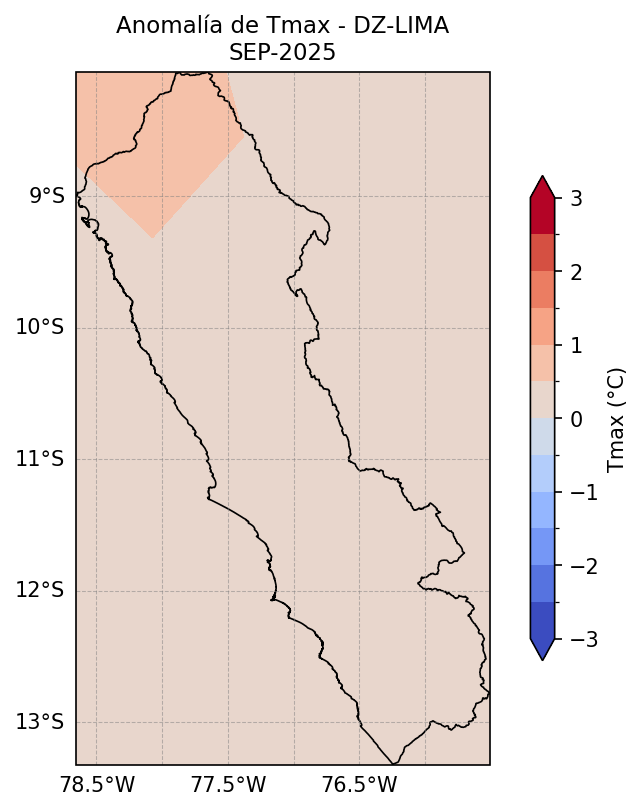 Anomalía de Tmax - DZ-LIMA
SEP-2025
9°S
10°S
11°S
12°S
13°S
78.5°W 77.5°W 76.5°W
3
2
1
0
−1
−2
−3
Tmax (°C)